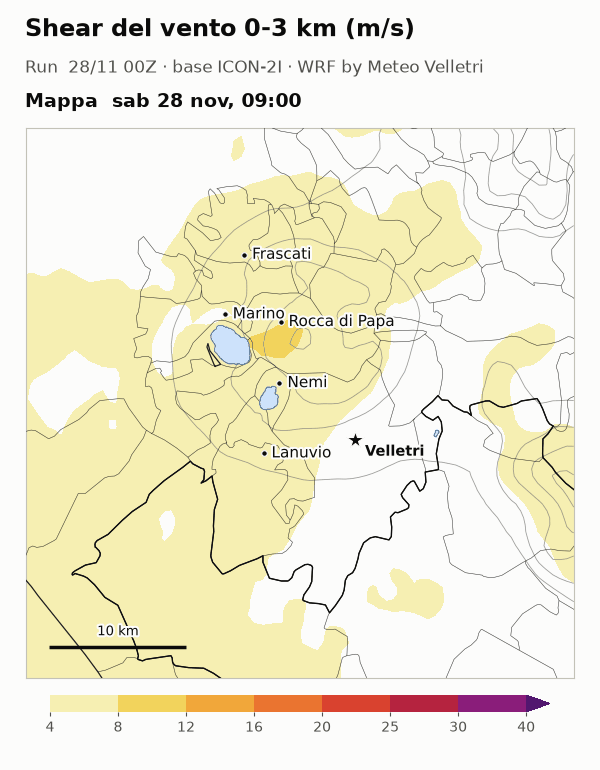 Shear del vento 0-3 km (m/s)
Run  28/11 00Z · base ICON-2I · WRF by Meteo Velletri
Mappa  sab 28 nov, 09:00
Frascati
Marino
Rocca di Papa
Nemi
Velletri
Lanuvio
10 km
4 8 12 16 20 25 30 40